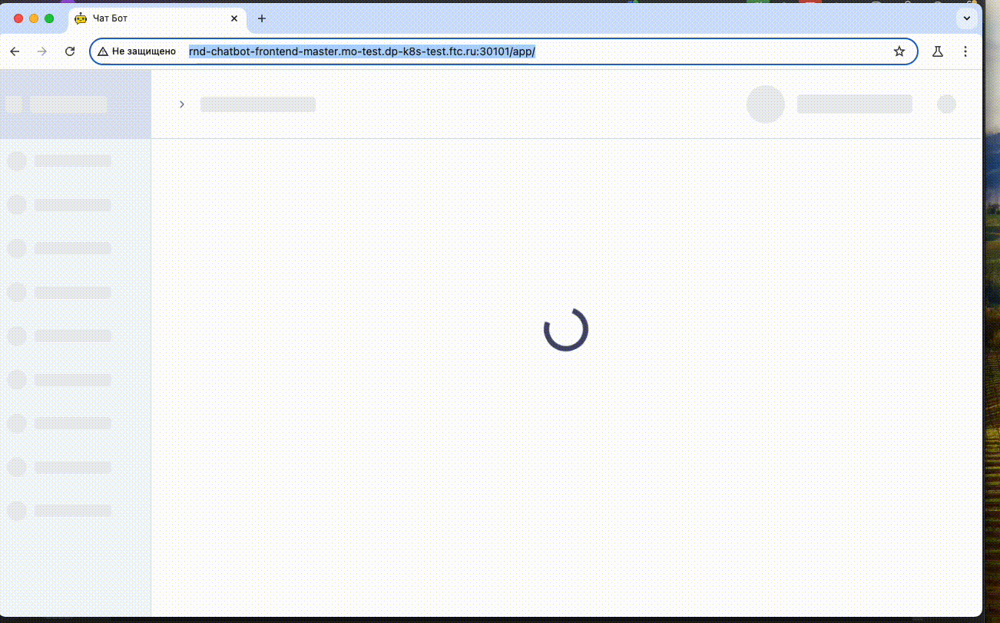 Чат Бот
Не защищено rnd-chatbot-frontend-master.mo-test.dp-k8s-test.ftc.ru:30101/app/